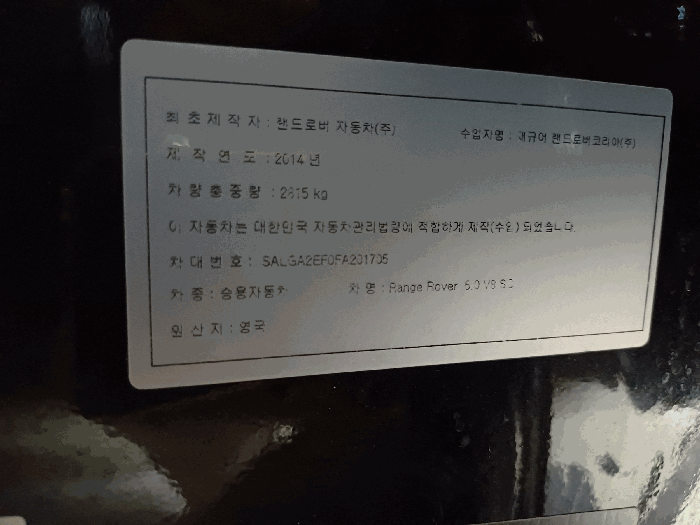 최초제작자 : 랜드로버 자동차(주) 수입자명 : 재규어 랜드로버코리아(주)
제 작 연 도 : 2014 년
차 량 총 중 량 : 2815 kg
이 자동차는 대한민국 자동차관리법령에 적합하게 제작(수입) 되었습니다.
차 대 번 호 : SALGA2EF0FA201705
차 종 : 승용자동차 차 명 : Range Rover 5.0 V8 SC
원 산 지 : 영국